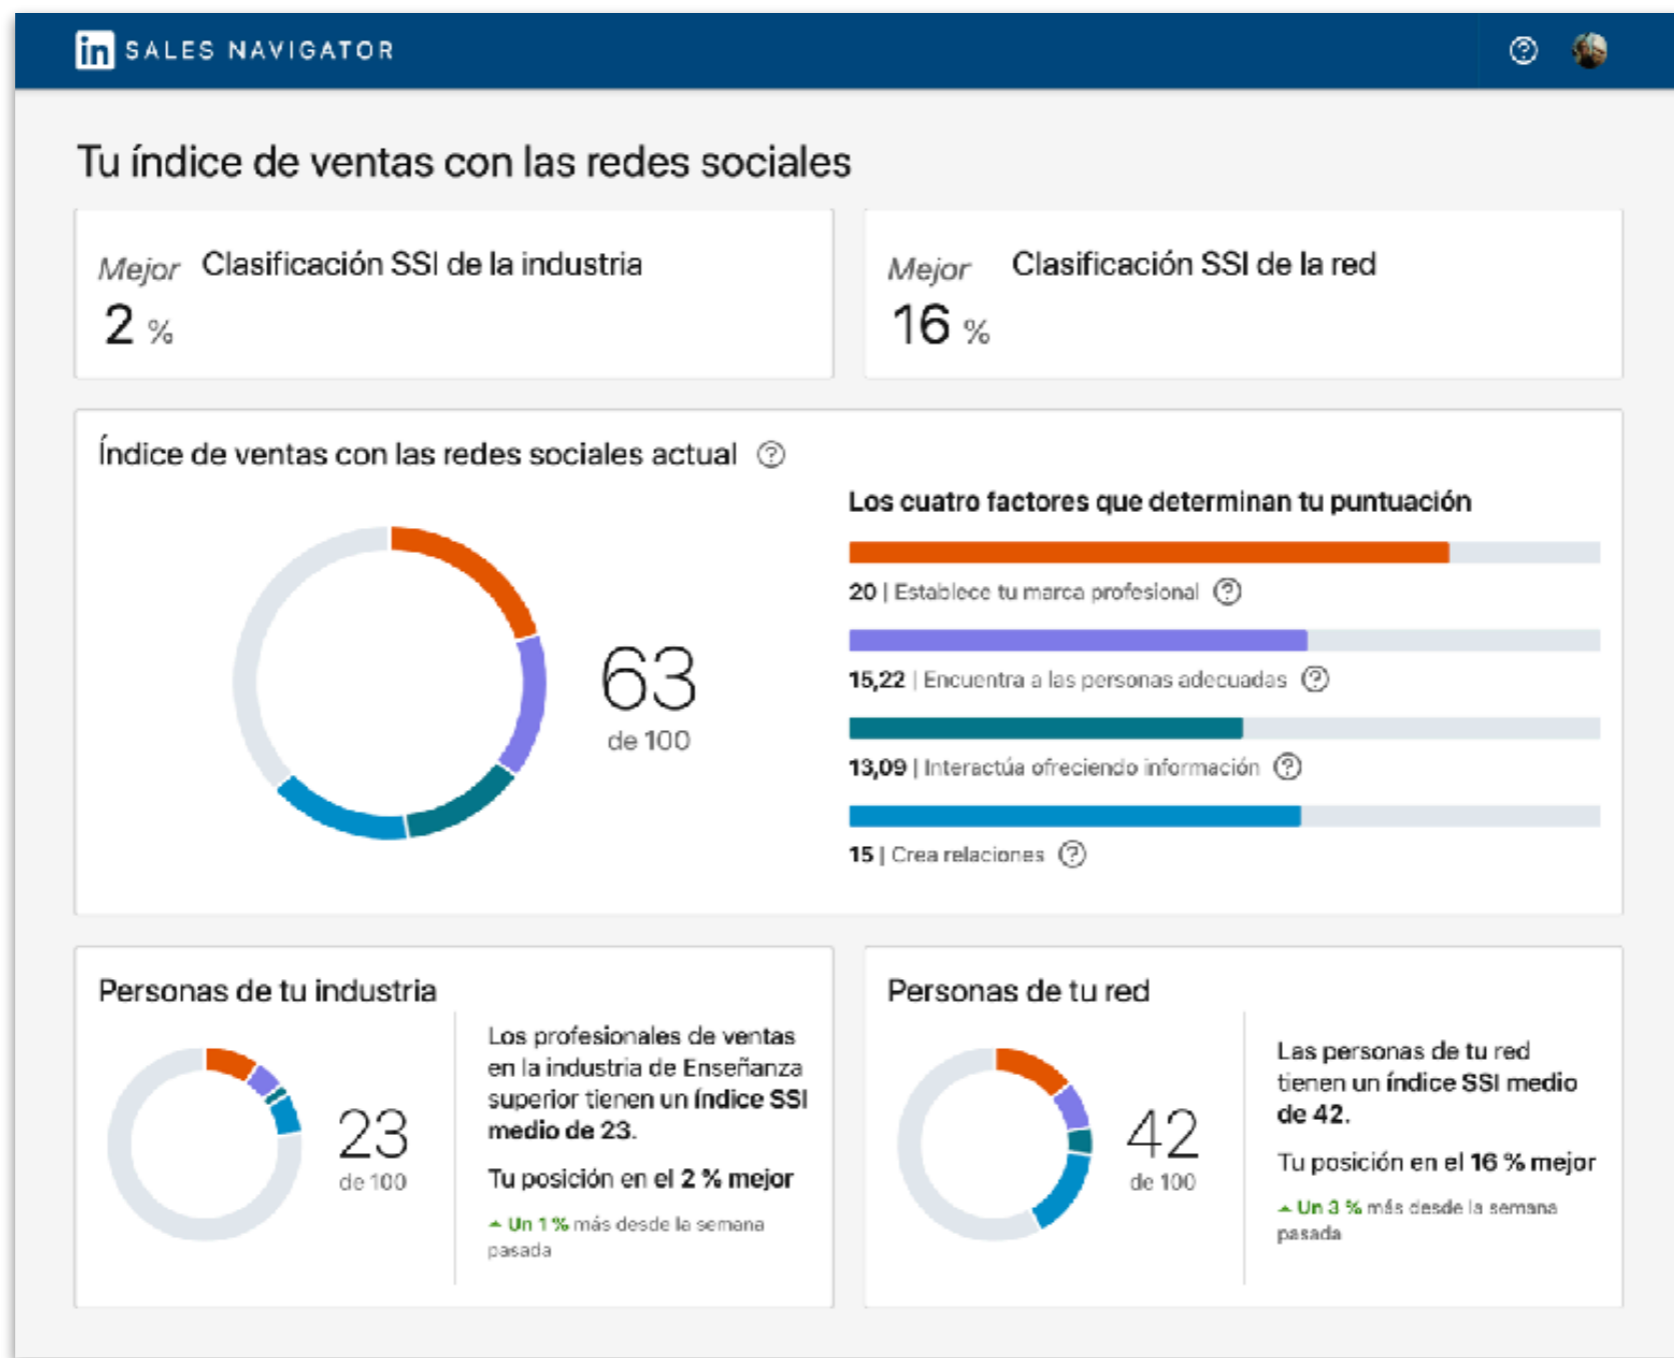 in SALES NAVIGATOR
Tu índice de ventas con las redes sociales
Mejor Clasificación SSI de la industria
2 %
Mejor Clasificación SSI de la red
16 %
Índice de ventas con las redes sociales actual
63
de 100
Los cuatro factores que determinan tu puntuación
20 | Establece tu marca profesional
15,22 | Encuentra a las personas adecuadas
13,09 | Interactúa ofreciendo información
15 | Crea relaciones
Personas de tu industria
23
de 100
Los profesionales de ventas
en la industria de Enseñanza
superior tienen un índice SSI
medio de 23.
Tu posición en el 2 % mejor
Un 1 % más desde la semana
pasada
Personas de tu red
42
de 100
Las personas de tu red
tienen un índice SSI medio
de 42.
Tu posición en el 16 % mejor
Un 3 % más desde la semana
pasada